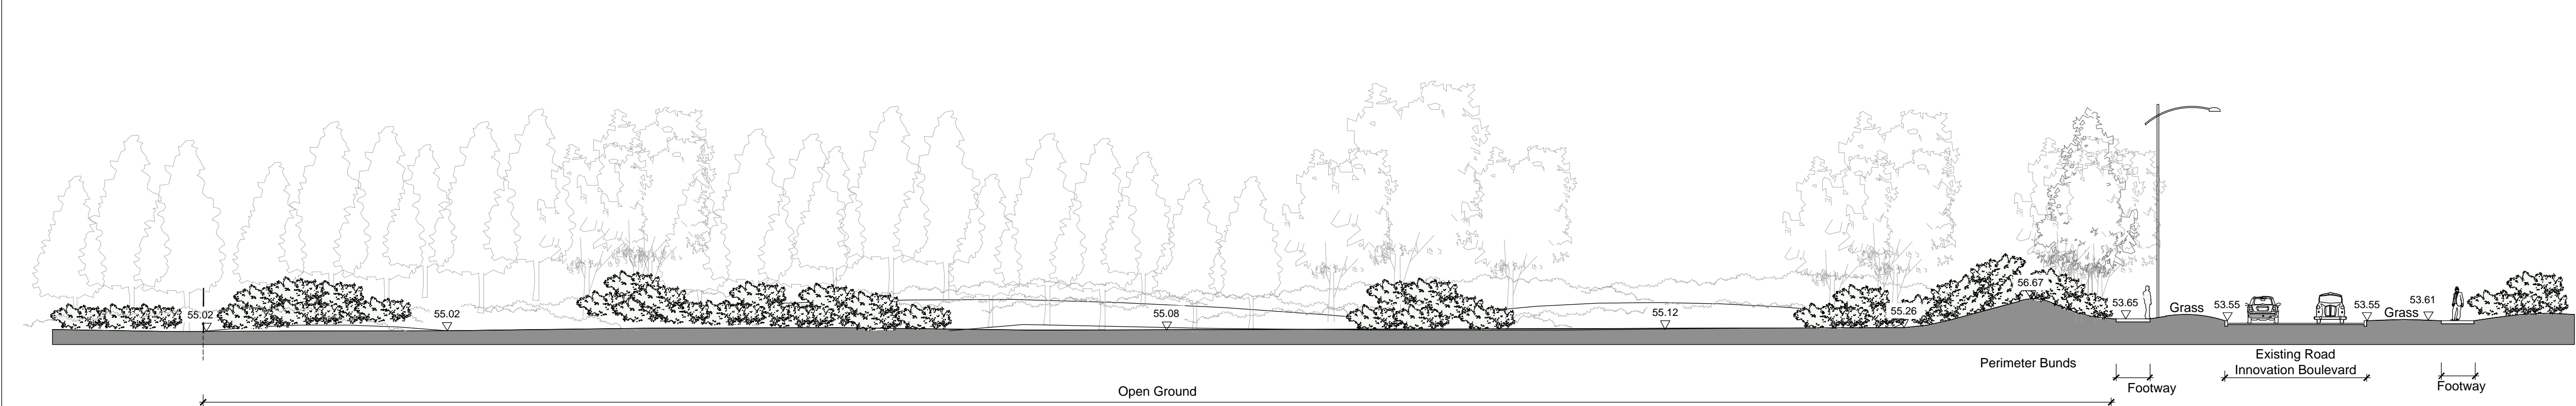 55.02
55.02
55.08
55.12
55.26
56.67
53.65
Grass
53.55
53.55
Grass
53.61
Perimeter Bunds
Footway
Existing Road
Innovation Boulevard
Footway
Open Ground